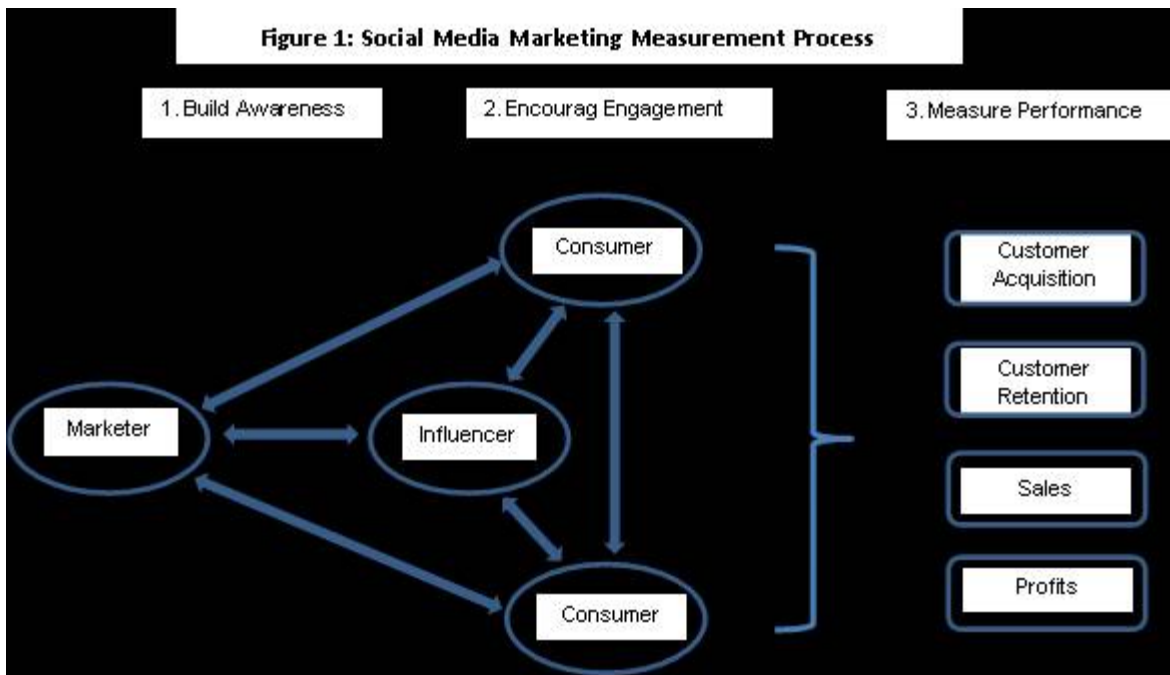 Figure 1: Social Media Marketing Measurement Process
1. Build Awareness
2. Encourag Engagement
3. Measure Performance
Consumer
Marketer
Influencer
Consumer
Customer
Acquisition
Customer
Retention
Sales
Profits